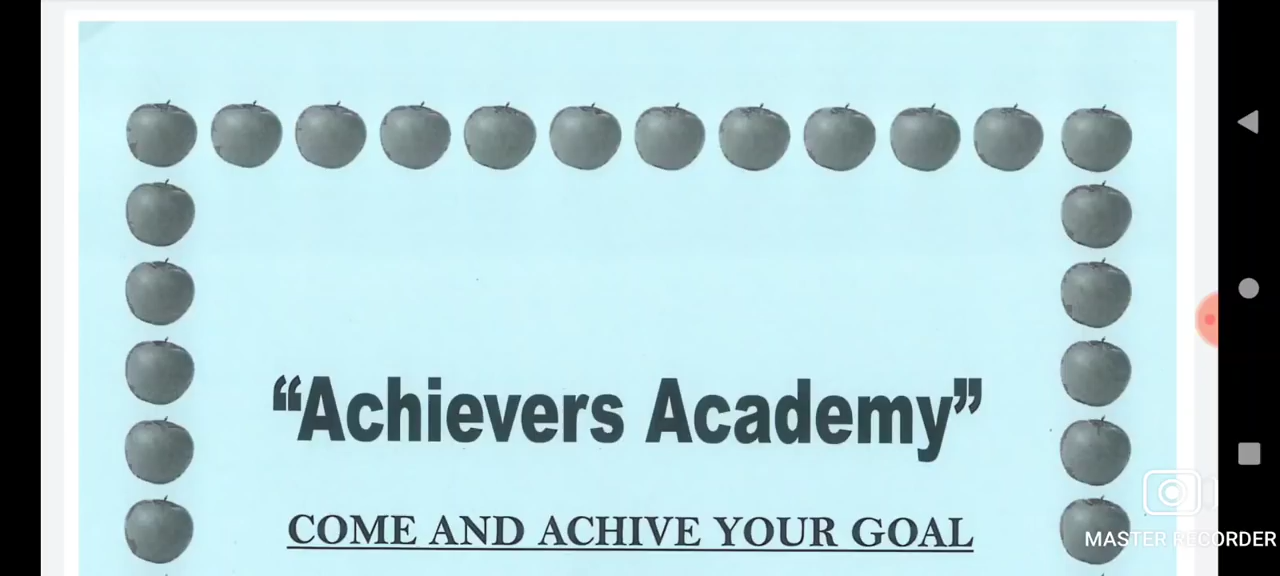 “Achievers Academy”
COME AND ACHIVE YOUR GOAL
MASTER RECORDER